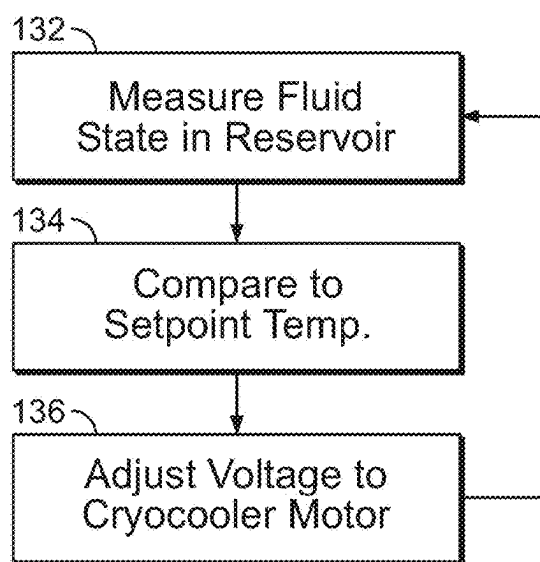 132
Measure Fluid
State in Reservoir
134
Compare to
Setpoint Temp.
136
Adjust Voltage to
Cryocooler Motor